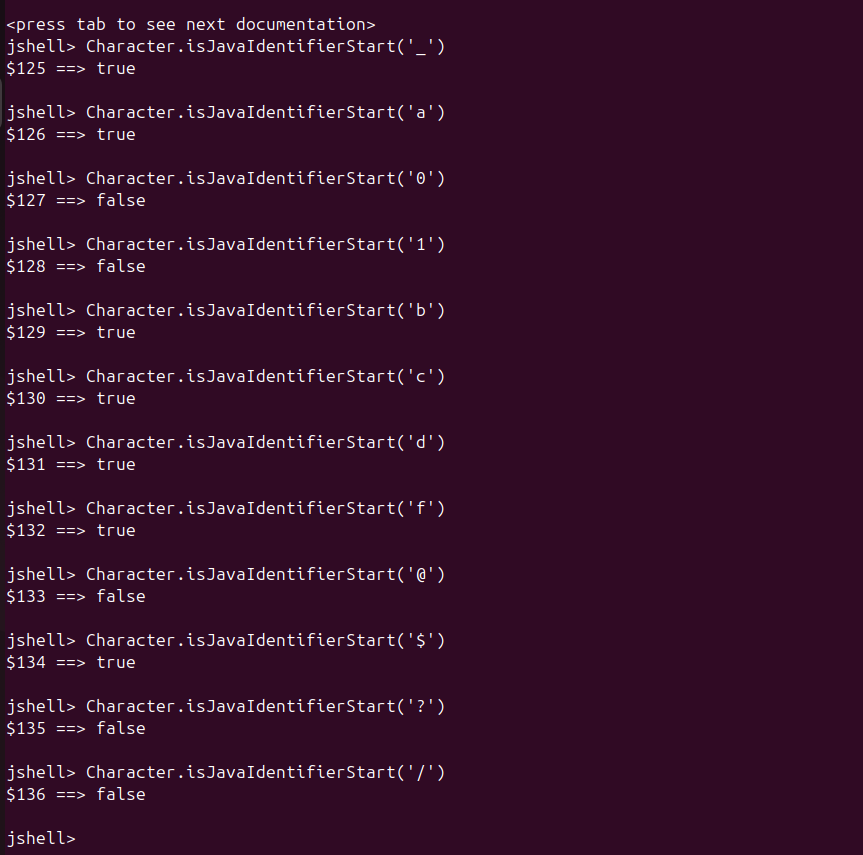 <press tab to see next documentation>
jshell> Character.isJavaIdentifierStart('_')
$125 ==> true
jshell> Character.isJavaIdentifierStart('a')
$126 ==> true
jshell> Character.isJavaIdentifierStart('0')
$127 ==> false
jshell> Character.isJavaIdentifierStart('1')
$128 ==> false
jshell> Character.isJavaIdentifierStart('b')
$129 ==> true
jshell> Character.isJavaIdentifierStart('c')
$130 ==> true
jshell> Character.isJavaIdentifierStart('d')
$131 ==> true
jshell> Character.isJavaIdentifierStart('f')
$132 ==> true
jshell> Character.isJavaIdentifierStart('@')
$133 ==> false
jshell> Character.isJavaIdentifierStart('$')
$134 ==> true
jshell> Character.isJavaIdentifierStart('?')
$135 ==> false
jshell> Character.isJavaIdentifierStart('/')
$136 ==> false
jshell>